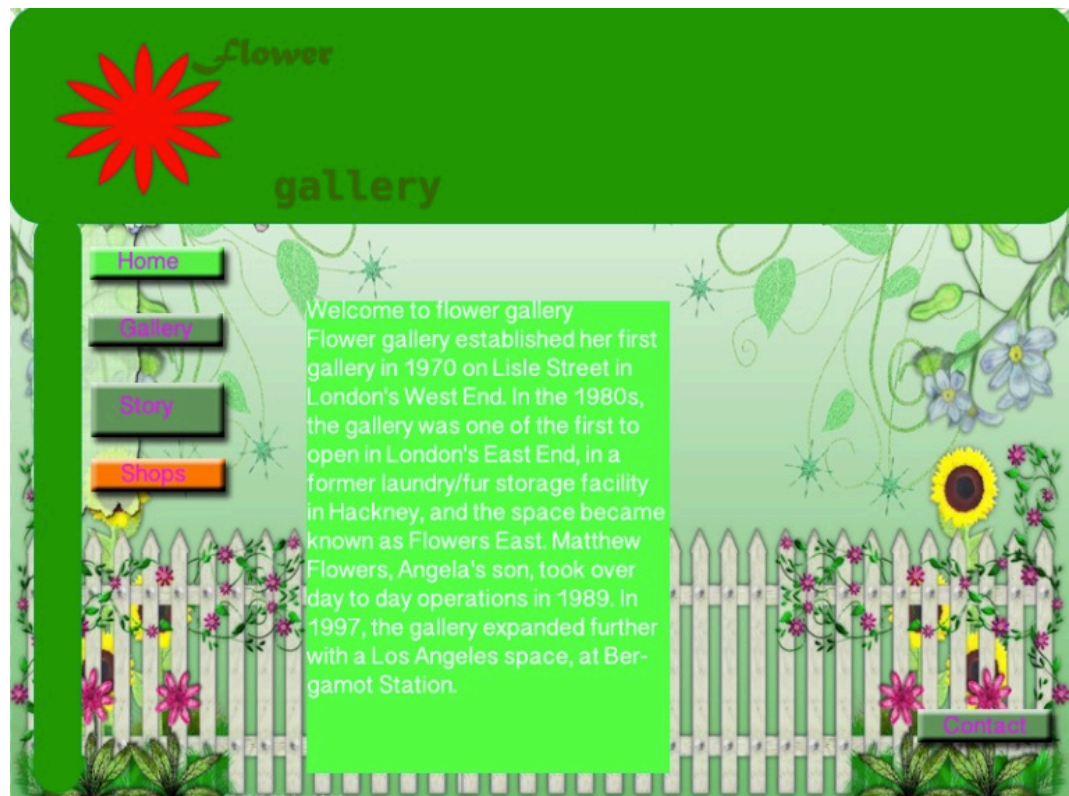 flower
gallery
Home
Gallery
Story
Shops
Welcome to flower gallery
Flower gallery established her first
gallery in 1970 on Lisle Street in
London's West End. In the 1980s,
the gallery was one of the first to
open in London's East End, in a
former laundry/fur storage facility
in Hackney, and the space became
known as Flowers East. Matthew
Flowers, Angela's son, took over
day to day operations in 1989. In
1997, the gallery expanded further
with a Los Angeles space, at Ber-
gamot Station.
Contact